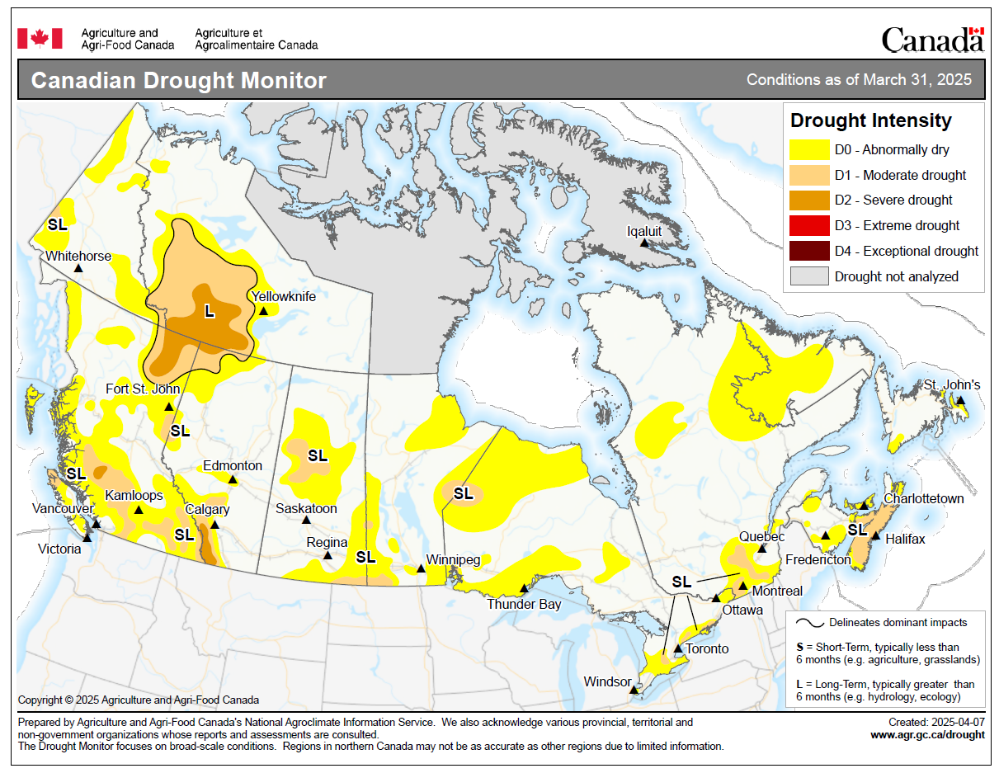 Agriculture and
Agri-Food Canada
Agriculture et
Agroalimentaire Canada
Canada
Canadian Drought Monitor
Conditions as of March 31, 2025
Drought Intensity
D0 - Abnormally dry
D1 - Moderate drought
D2 - Severe drought
D3 - Extreme drought
D4 - Exceptional drought
Drought not analyzed
SL
Iqaluit
Whitehorse
Yellowknife
L
Fort St. John
St. John's
SL
Edmonton
SL
SL
Kamloops
SL
Vancouver
Calgary
Saskatoon
Charlottetown
SL
SL
Halifax
Victoria
Regina
Quebec
SL
Winnipeg
Fredericton
SL
Montreal
Thunder Bay
Ottawa
Toronto
Windsor
Delineates dominant impacts
S = Short-Term, typically less than
6 months (e.g. agriculture, grasslands)
L = Long-Term, typically greater than
6 months (e.g. hydrology, ecology)
Copyright © 2025 Agriculture and Agri-Food Canada
Prepared by Agriculture and Agri-Food Canada's National Agroclimate Information Service. We also acknowledge various provincial, territorial and
non-government organizations whose reports and assessments are consulted.
The Drought Monitor focuses on broad-scale conditions. Regions in northern Canada may not be as accurate as other regions due to limited information.
Created: 2025-04-07
www.agr.gc.ca/drought